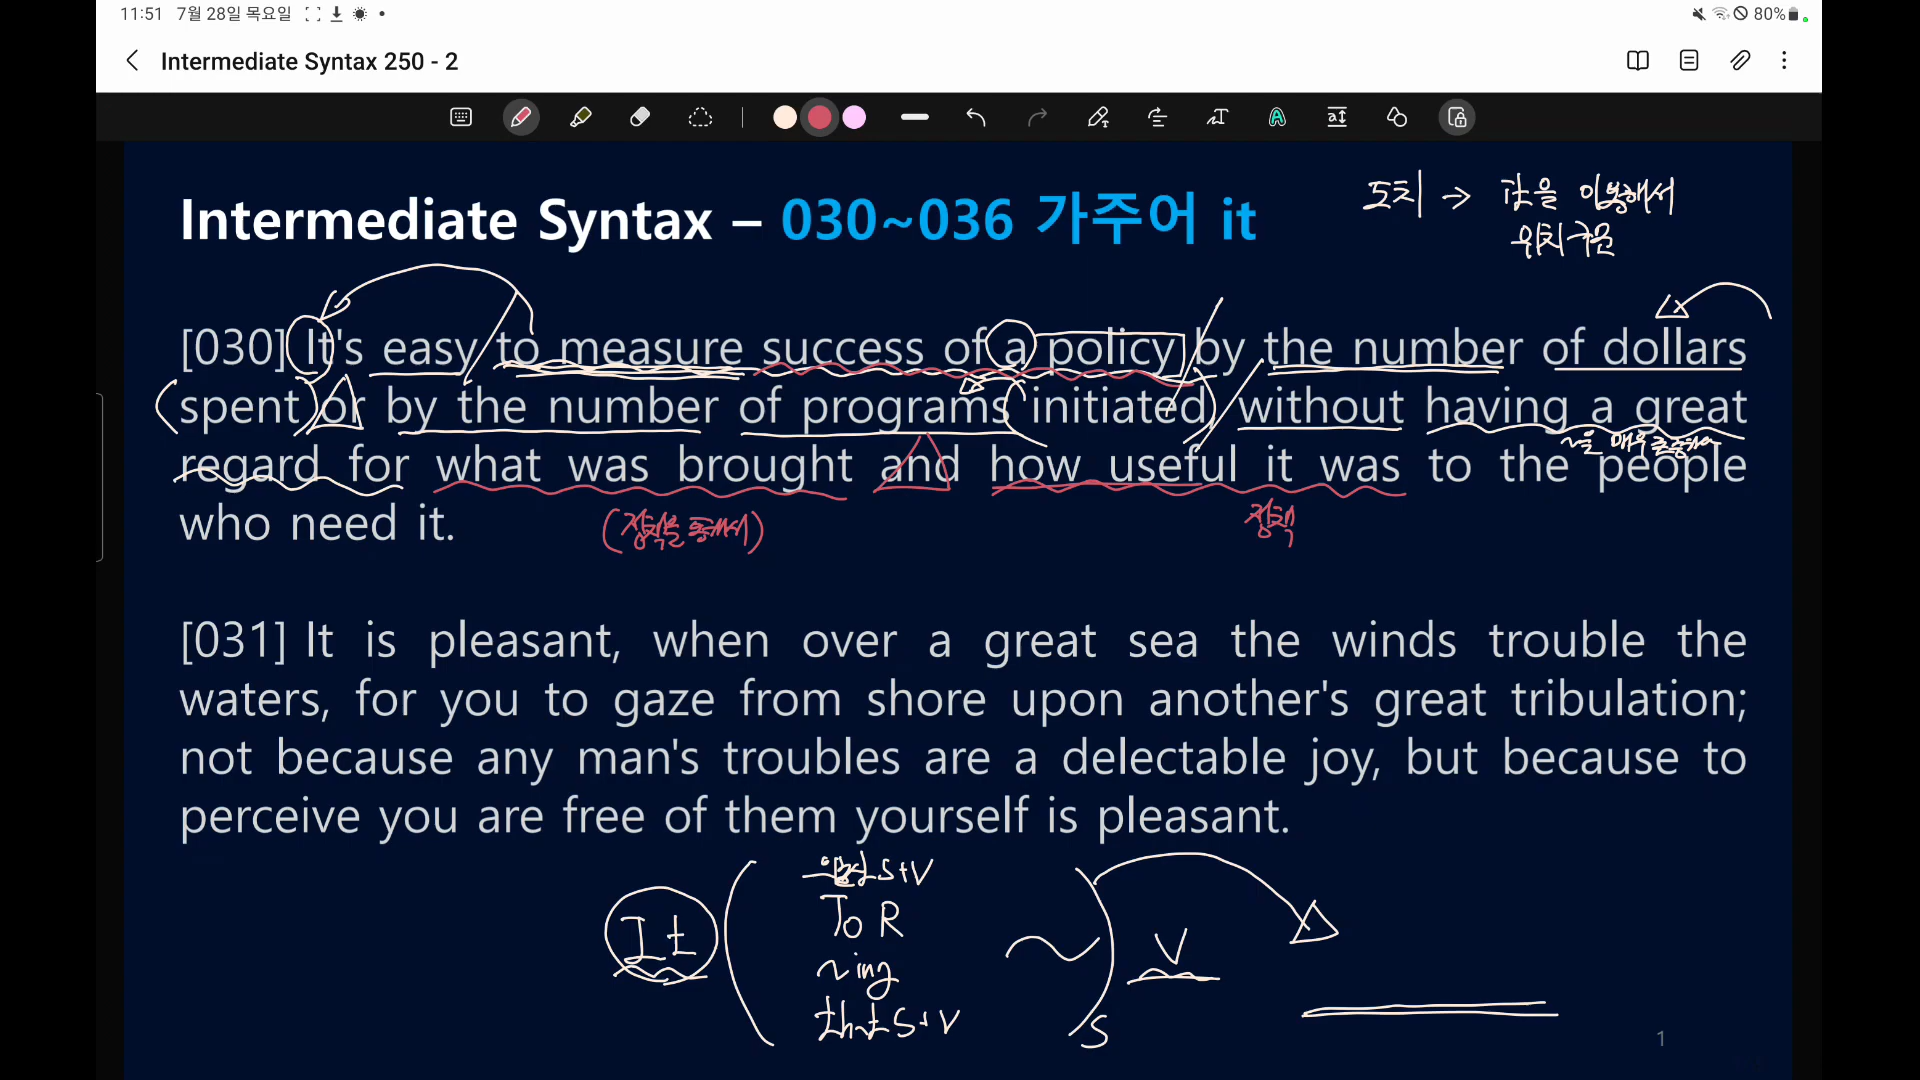 11:51 7월 28일 목요일
80%
Intermediate Syntax 250 - 2
Intermediate Syntax – 030~036 가주어 it
도치 → 값을 이용해서
위치구문
[030] It's easy to measure success of a policy by the number of dollars
spent or by the number of programs initiated without having a great
~을 매우
regard for what was brought and how useful it was to the people
who need it.
(정책을 통해서)
정책
[031] It is pleasant, when over a great sea the winds trouble the
waters, for you to gaze from shore upon another's great tribulation;
not because any man's troubles are a delectable joy, but because to
perceive you are free of them yourself is pleasant.
S+V
It
To R
~ing
V
that S+V
S
1